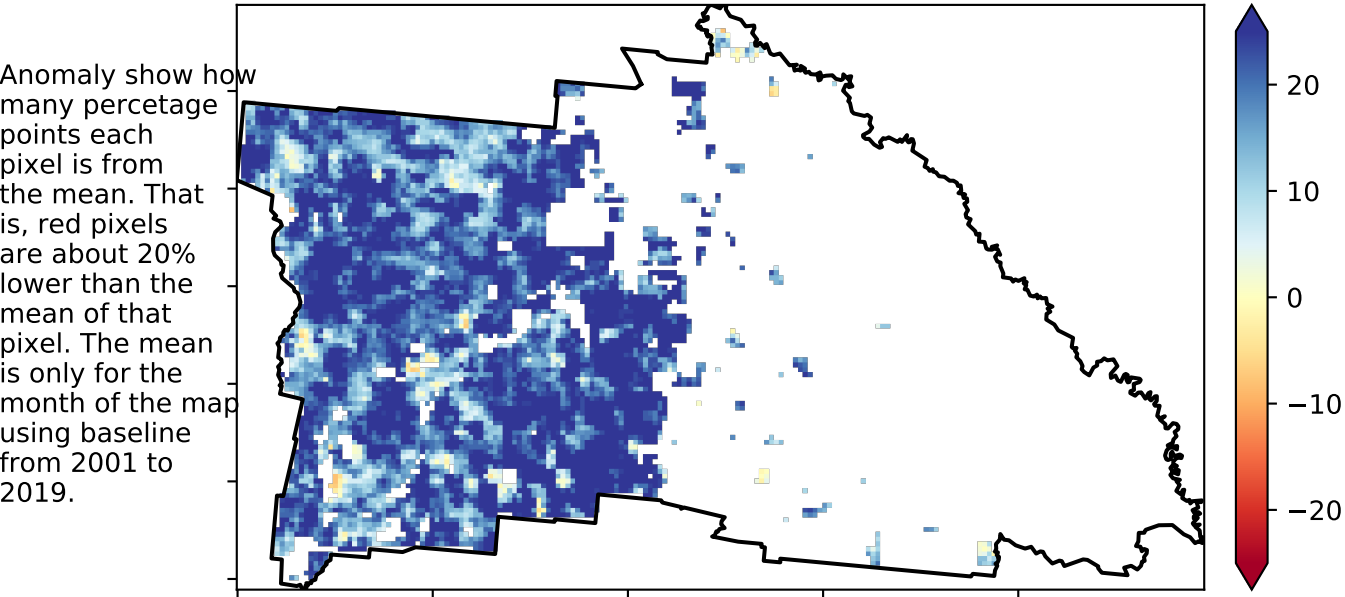 Anomaly show how
many percetage
points each
pixel is from
the mean. That
is, red pixels
are about 20%
lower than the
mean of that
pixel. The mean
is only for the
month of the map
using baseline
from 2001 to
2019.
20
10
0
−10
−20